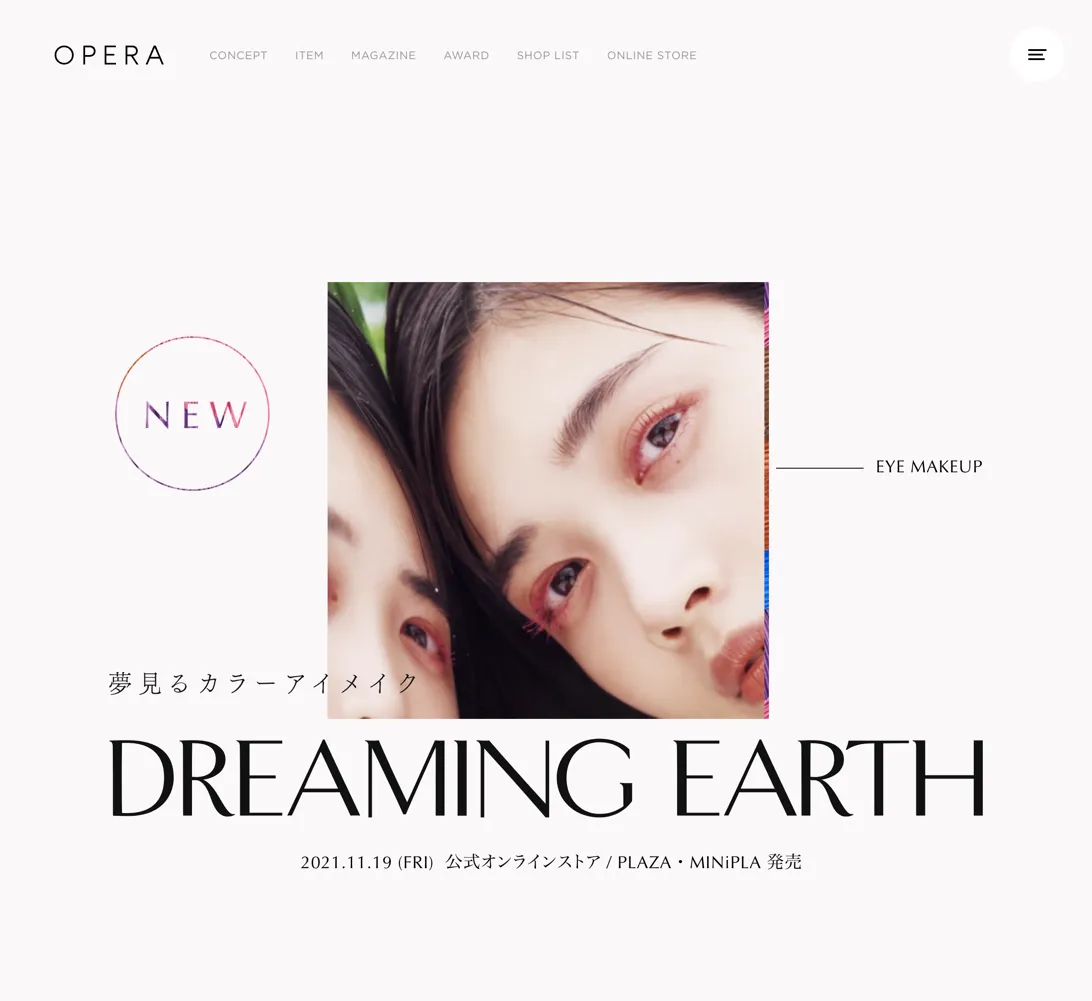 OPERA CONCEPT ITEM MAGAZINE AWARD SHOP LIST ONLINE STORE
NEW
EYE MAKEUP
夢見るカラーアイメイク
DREAMING EARTH
2021.11.19 (FRI) 公式オンラインストア / PLAZA・MINiPLA 発売